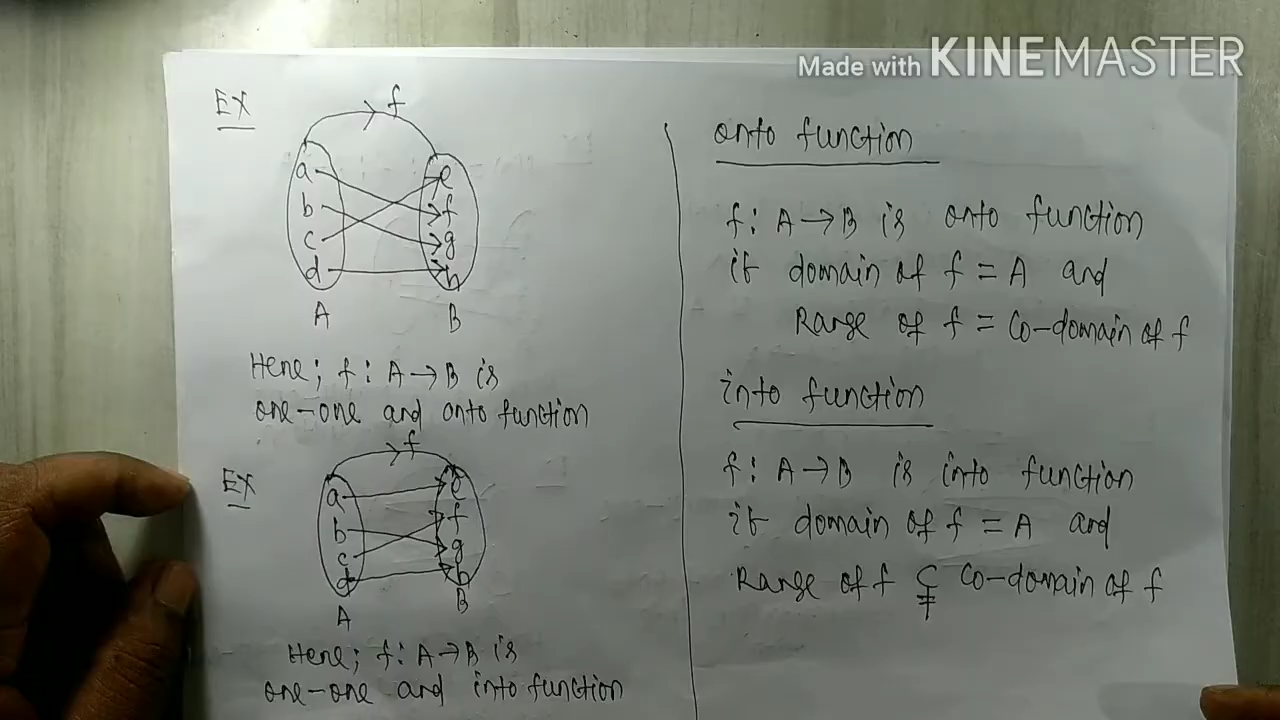 Made with KINEMASTER
EX
f
a
b
c
d
e
f
g
h
A
B
Here; f: A→B is
one-one and onto function
EX
f
a
b
c
d
e
f
g
h
A
B
Here; f: A→B is
one-one and into function
onto function
f: A→B is onto function
if domain of f = A and
Range of f = Co-domain of f
into function
f: A→B is into function
if domain of f = A and
Range of f ⊊ Co-domain of f